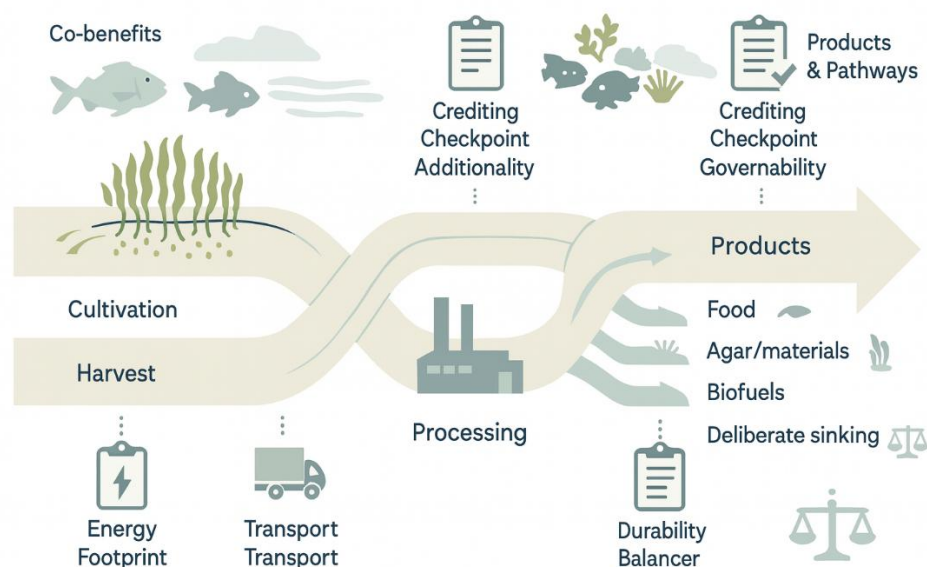 Co-benefits
Crediting
Checkpoint
Additionality
Products
& Pathways
Crediting
Checkpoint
Governability
Products
Cultivation
Harvest
Processing
Food
Agar/materials
Biofuels
Deliberate sinking
Energy
Footprint
Transport
Transport
Durability
Balancer